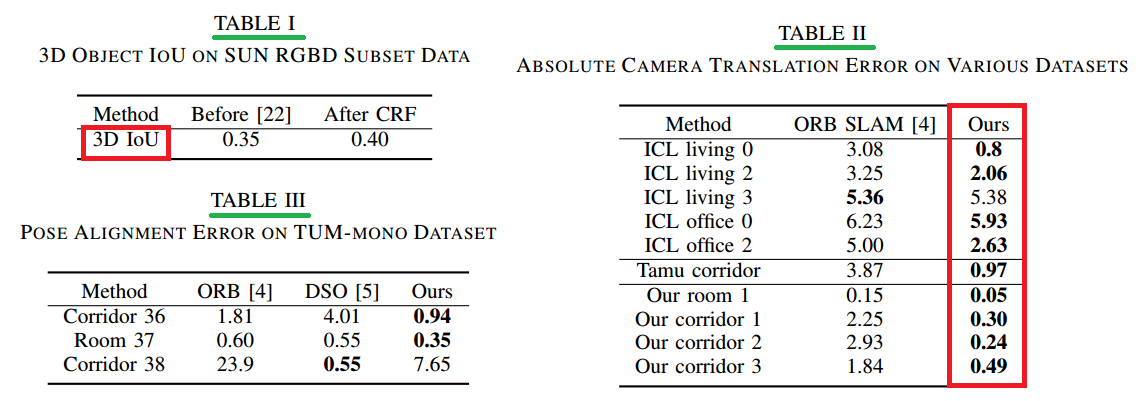 TABLE I
3D OBJECT IOU ON SUN RGBD SUBSET DATA
Method Before [22] After CRF
3D IoU 0.35 0.40
TABLE III
POSE ALIGNMENT ERROR ON TUM-MONO DATASET
Method ORB [4] DSO [5] Ours
Corridor 36 1.81 4.01 0.94
Room 37 0.60 0.55 0.35
Corridor 38 23.9 0.55 7.65
TABLE II
ABSOLUTE CAMERA TRANSLATION ERROR ON VARIOUS DATASETS
Method ORB SLAM [4] Ours
ICL living 0 3.08 0.8
ICL living 2 3.25 2.06
ICL living 3 5.36 5.38
ICL office 0 6.23 5.93
ICL office 2 5.00 2.63
Tamu corridor 3.87 0.97
Our room 1 0.15 0.05
Our corridor 1 2.25 0.30
Our corridor 2 2.93 0.24
Our corridor 3 1.84 0.49